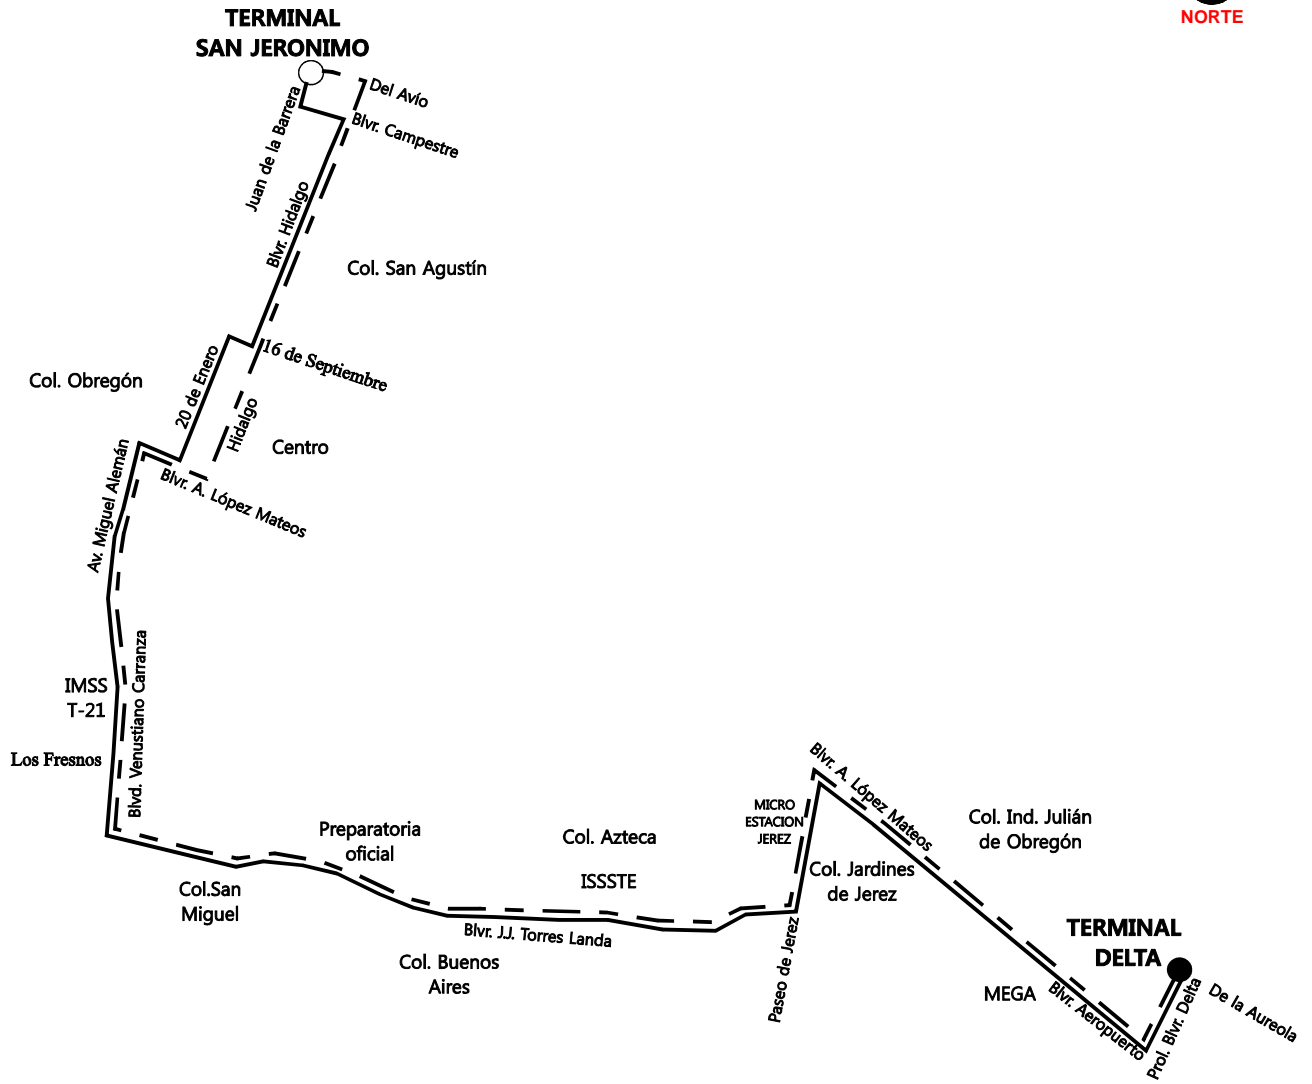 NORTE
TERMINAL
SAN JERONIMO
Del Avío
Juan de la Barrera
Blvr. Campestre
Blvr. Hidalgo
Col. San Agustín
16 de Septiembre
20 de Enero
Col. Obregón
Hidalgo
Centro
Av. Miguel Alemán
Blvr. A. López Mateos
Blvd. Venustiano Carranza
IMSS
T-21
Los Fresnos
Preparatoria
oficial
Col.San
Miguel
Col. Azteca
ISSSTE
Blvr. J.J. Torres Landa
Col. Buenos
Aires
MICRO
ESTACION
JEREZ
Blvr. A. López Mateos
Col. Ind. Julián
de Obregón
Col. Jardines
de Jerez
Paseo de Jerez
TERMINAL
DELTA
MEGA
Blvr. Aeropuerto
Prol. Blvr. Delta
De la Aureola